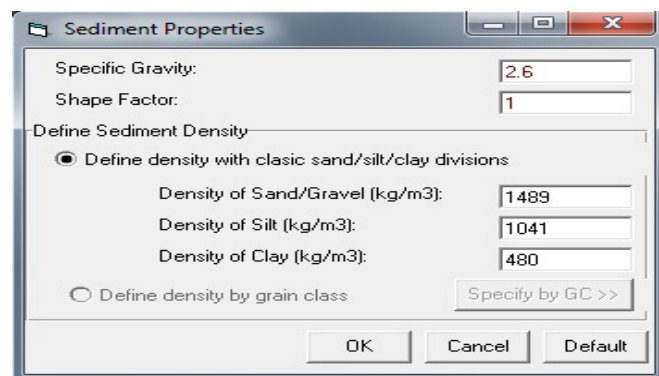 Sediment Properties
Specific Gravity: 2.6
Shape Factor: 1
Define Sediment Density
Define density with clasic sand/silt/clay divisions
Density of Sand/Gravel (kg/m3): 1489
Density of Silt (kg/m3): 1041
Density of Clay (kg/m3): 480
Define density by grain class Specify by GC >>
OK Cancel Default